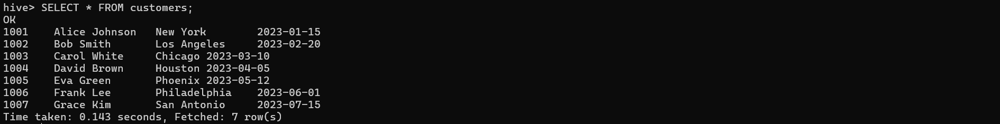 hive> SELECT * FROM customers;
OK
1001    Alice Johnson   New York        2023-01-15
1002    Bob Smith       Los Angeles     2023-02-20
1003    Carol White     Chicago 2023-03-10
1004    David Brown     Houston 2023-04-05
1005    Eva Green       Phoenix 2023-05-12
1006    Frank Lee       Philadelphia    2023-06-01
1007    Grace Kim       San Antonio     2023-07-15
Time taken: 0.143 seconds, Fetched: 7 row(s)